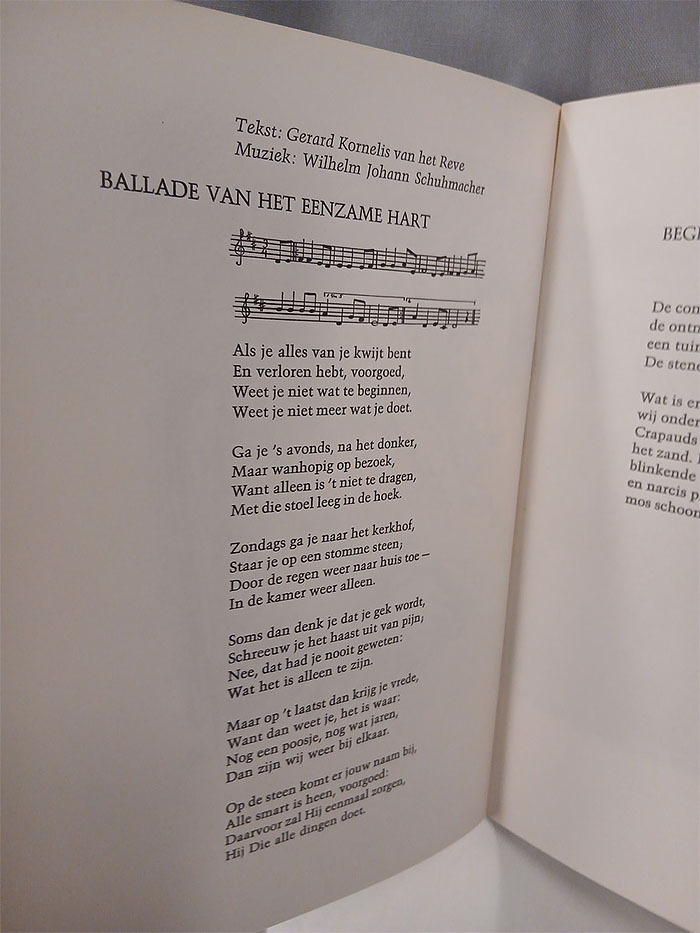 Tekst: Gerard Kornelis van het Reve
Muziek: Wilhelm Johann Schuhmacher
BALLADE VAN HET EENZAME HART
Als je alles van je kwijt bent
En verloren hebt, voorgoed,
Weet je niet wat te beginnen,
Weet je niet meer wat je doet.
Ga je 's avonds, na het donker,
Maar wanhopig op bezoek,
Want alleen is 't niet te dragen,
Met die stoel leeg in de hoek.
Zondags ga je naar het kerkhof,
Staar je op een stomme steen;
Door de regen weer naar huis toe —
In de kamer weer alleen.
Soms dan denk je dat je gek wordt,
Schreeuw je het haast uit van pijn;
Nee, dat had je nooit geweten:
Wat het is alleen te zijn.
Maar op 't laatst dan krijg je vrede,
Want dan weet je, het is waar:
Nog een poosje, nog wat jaren,
Dan zijn wij weer bij elkaar.
Op de steen komt er jouw naam bij,
Alle smart is heen, voorgoed:
Daarvoor zal Hij eenmaal zorgen,
Hij Die alle dingen doet.
De
de
een
De
Wat is
wij
Crapauds
het zand.
blinkende
en narcis
mos